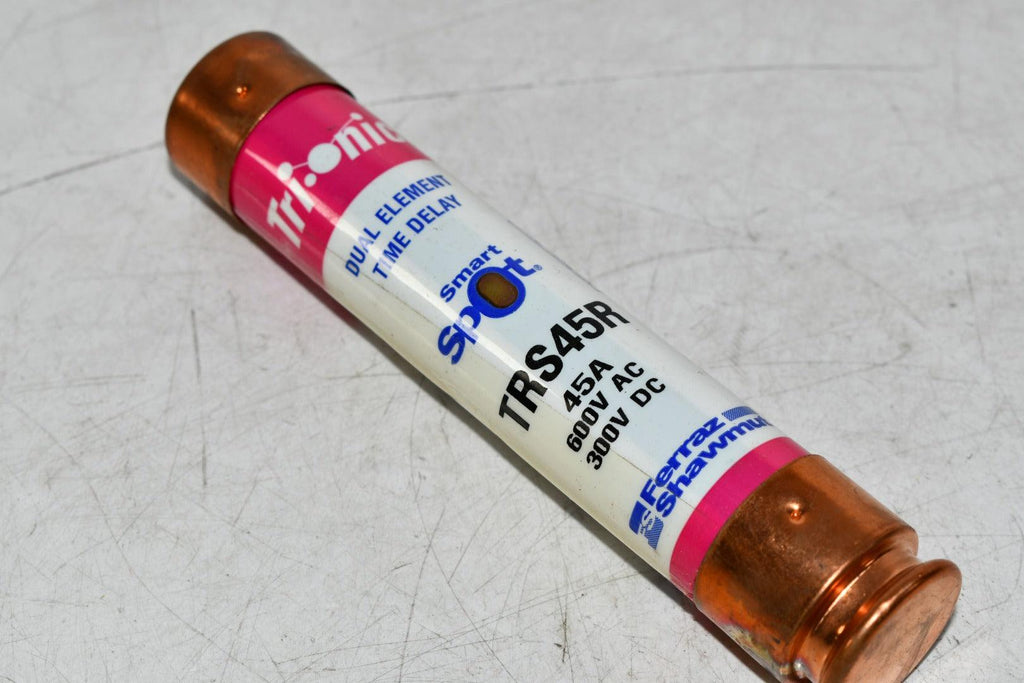 Tri-onic
DUAL ELEMENT
TIME DELAY
Smart
Spot®
TRS45R
45A
600V AC
300V DC
Ferraz
Shawmut